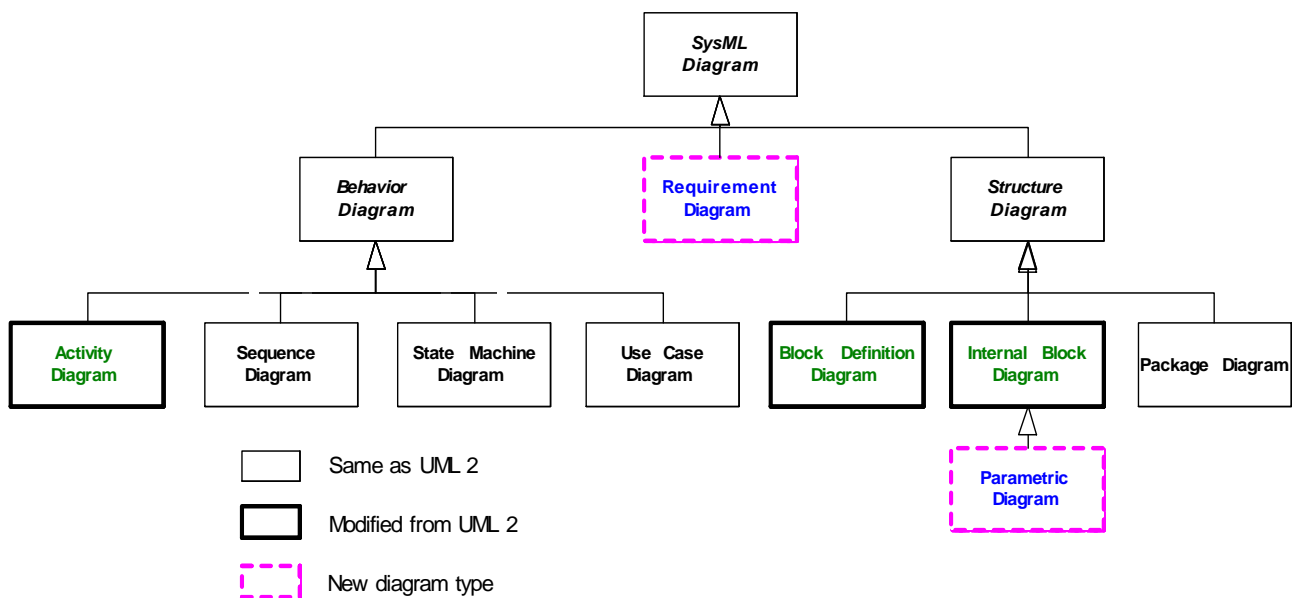 SysML
Diagram
Behavior
Diagram
Requirement
Diagram
Structure
Diagram
Activity
Diagram
Sequence
Diagram
State Machine
Diagram
Use Case
Diagram
Block Definition
Diagram
Internal Block
Diagram
Package Diagram
Parametric
Diagram
Same as UML 2
Modified from UML 2
New diagram type